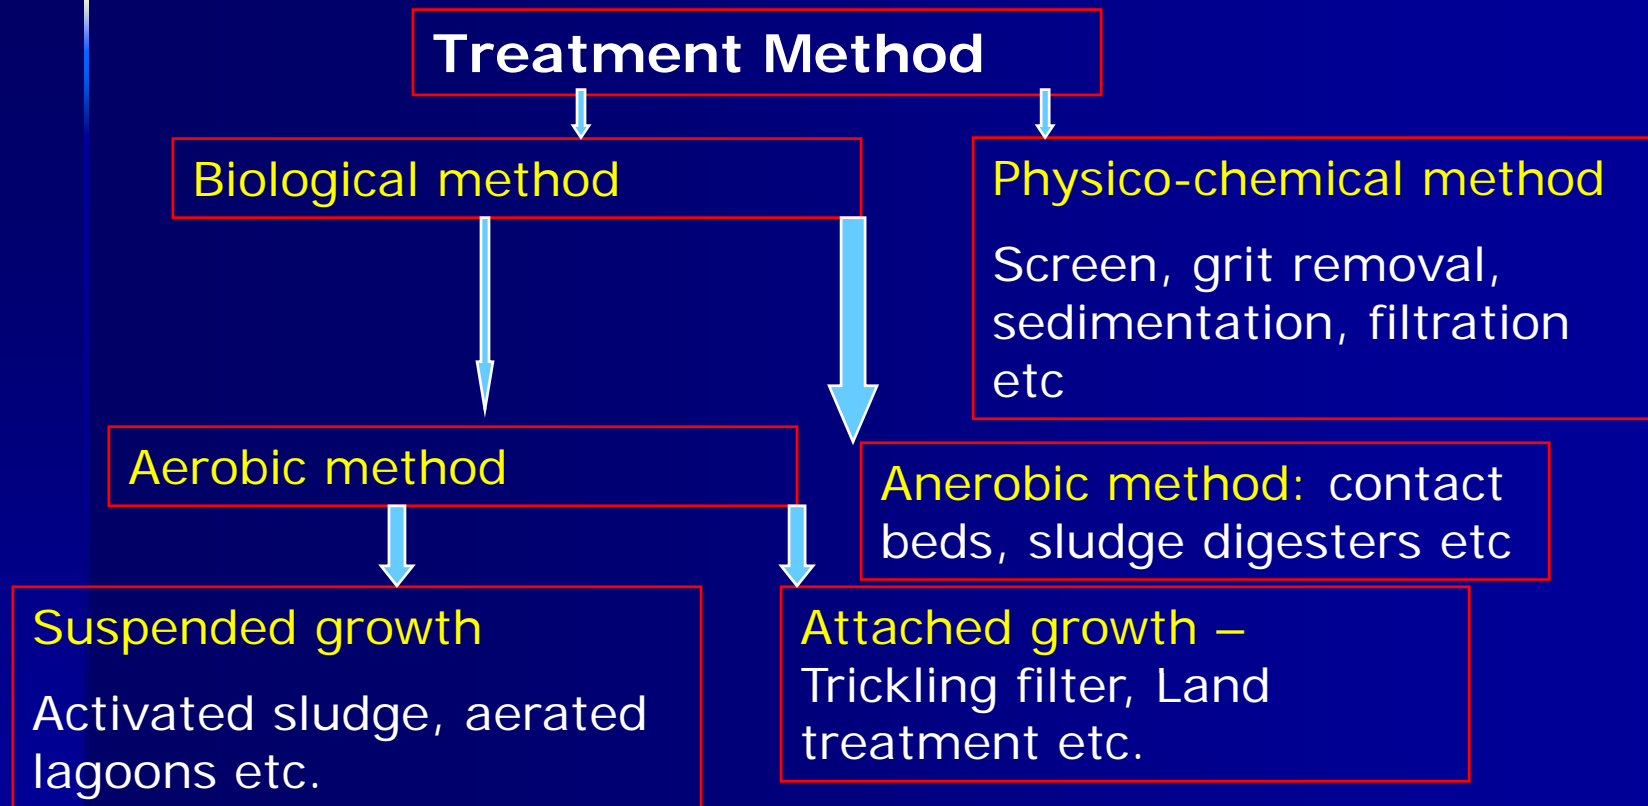 Treatment Method
Biological method
Physico-chemical method
Screen, grit removal,
sedimentation, filtration
etc
Aerobic method
Anerobic method: contact
beds, sludge digesters etc
Suspended growth
Activated sludge, aerated
lagoons etc.
Attached growth –
Trickling filter, Land
treatment etc.